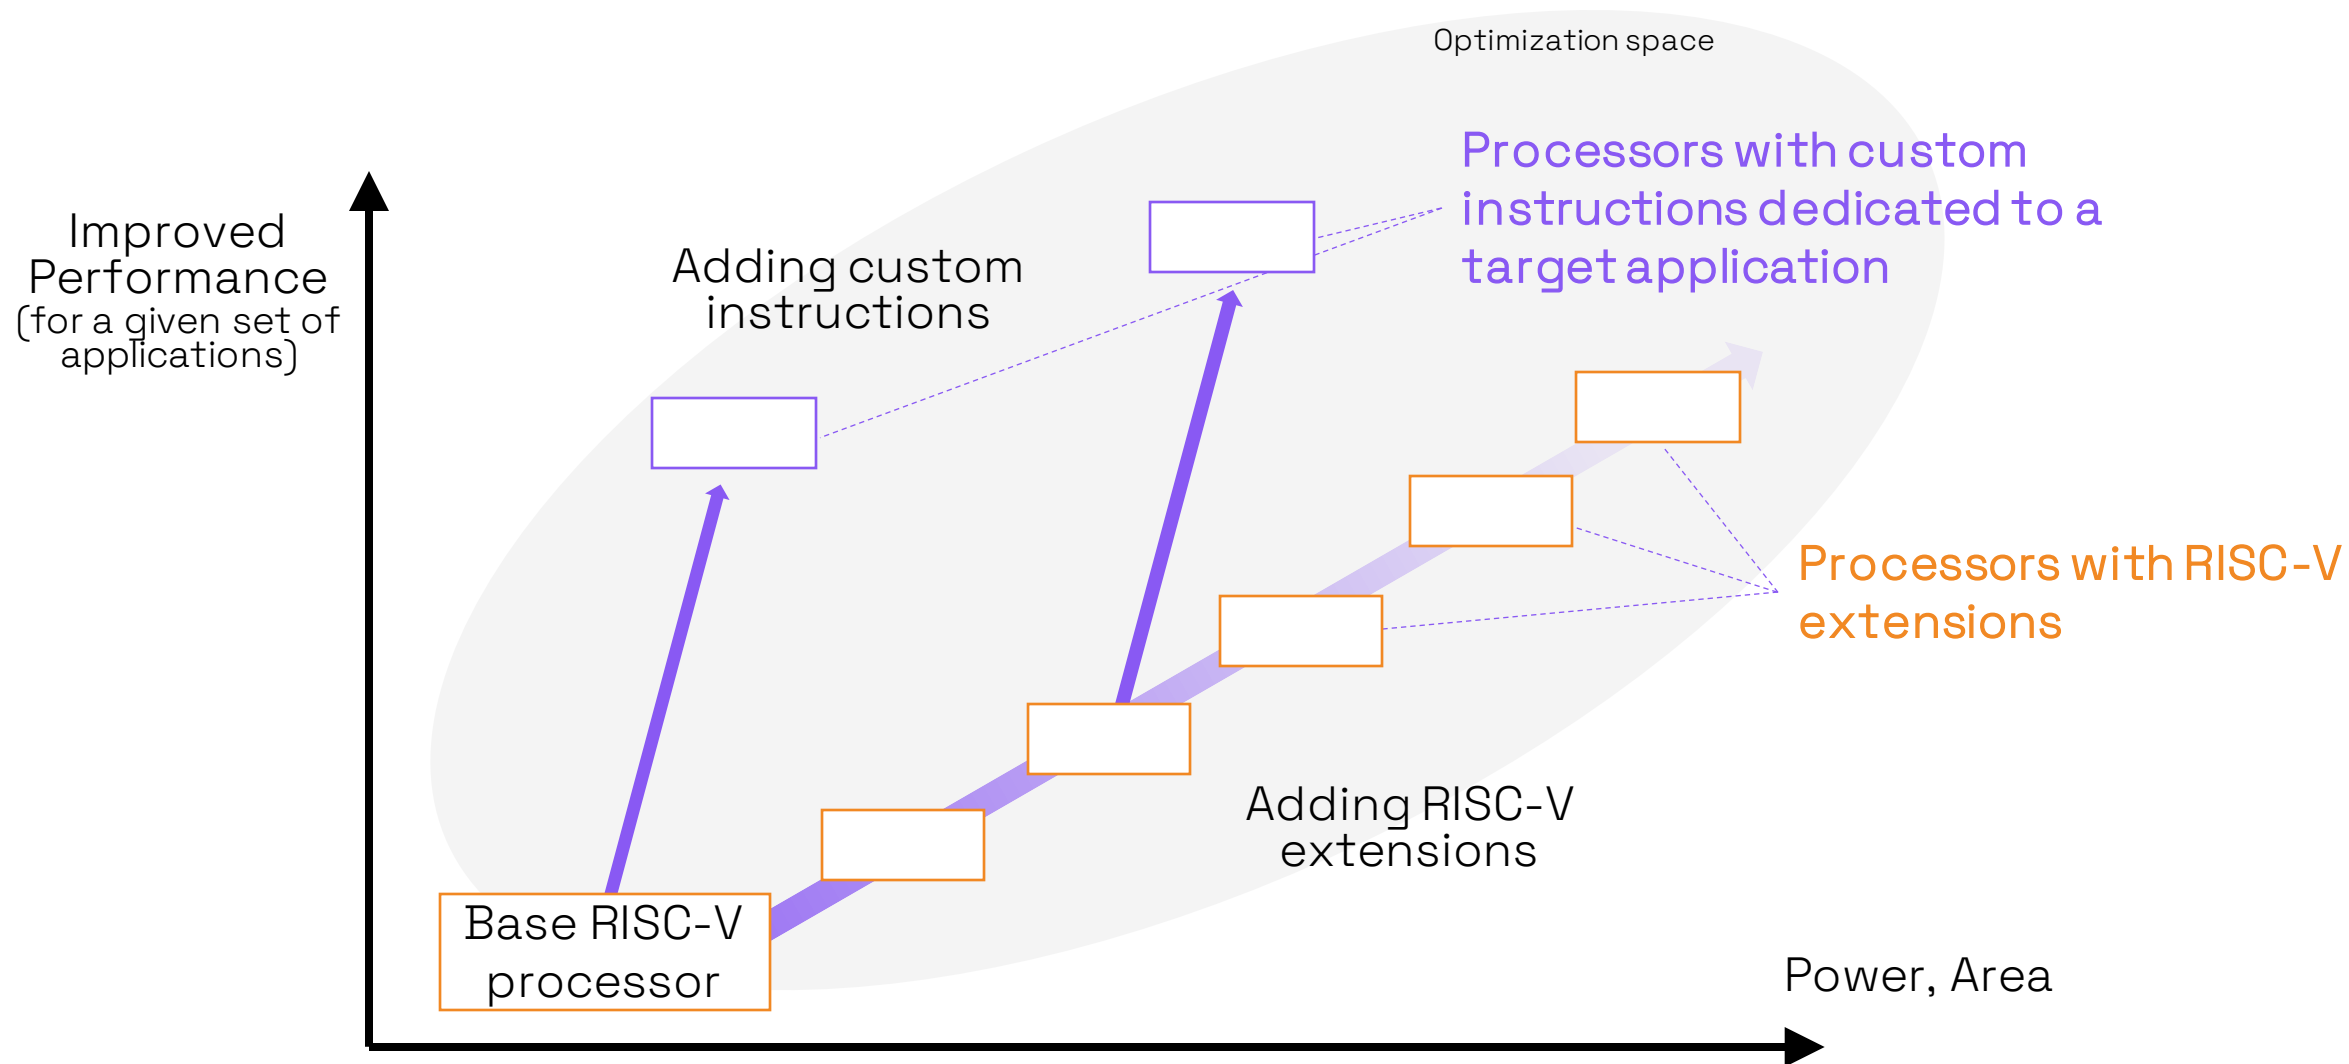 Optimization space
Processors with custom
instructions dedicated to a
target application
Improved
Performance
(for a given set of
applications)
Adding custom
instructions
Processors with RISC-V
extensions
Adding RISC-V
extensions
Base RISC-V
processor
Power, Area